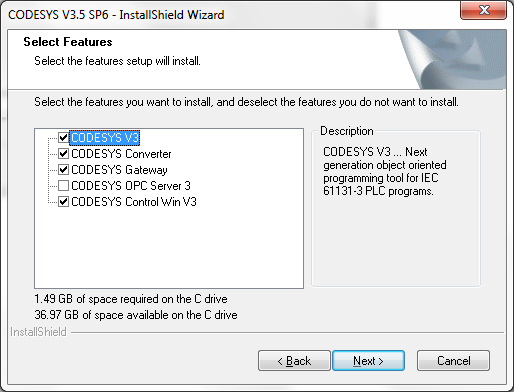 CODESYS V3.5 SP6 - InstallShield Wizard
Select Features
Select the features setup will install.
Select the features you want to install, and deselect the features you do not want to install.
CODESYS V3
CODESYS Converter
CODESYS Gateway
CODESYS OPC Server 3
CODESYS Control Win V3
Description
CODESYS V3 ... Next
generation object oriented
programming tool for IEC
61131-3 PLC programs.
1.49 GB of space required on the C drive
36.97 GB of space available on the C drive
InstallShield
< Back
Next >
Cancel